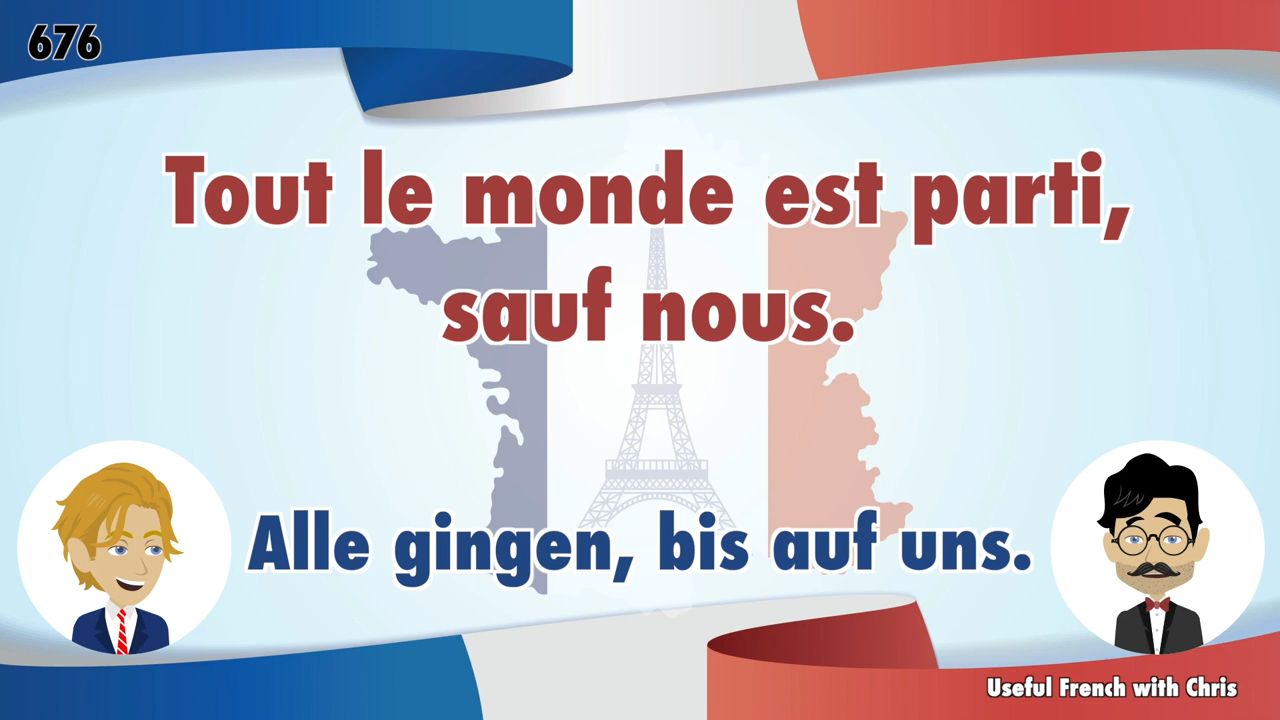 676
Tout le monde est parti,
sauf nous.
Alle gingen, bis auf uns.
Useful French with Chris